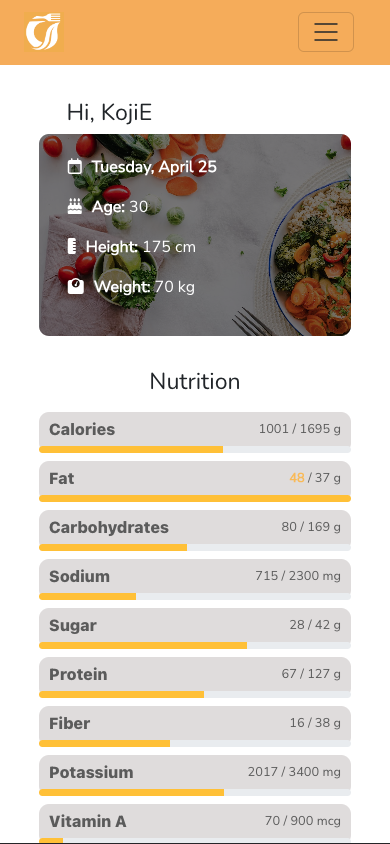 Hi, KojiE
Tuesday, April 25
Age: 30
Height: 175 cm
Weight: 70 kg
Nutrition
Calories 1001 / 1695 g
Fat 48 / 37 g
Carbohydrates 80 / 169 g
Sodium 715 / 2300 mg
Sugar 28 / 42 g
Protein 67 / 127 g
Fiber 16 / 38 g
Potassium 2017 / 3400 mg
Vitamin A 70 / 900 mcg